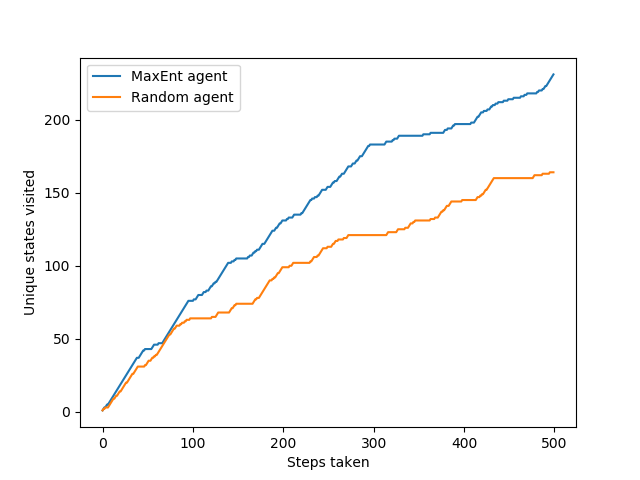 MaxEnt agent
Random agent
Unique states visited
200
150
100
50
0
0 100 200 300 400 500
Steps taken